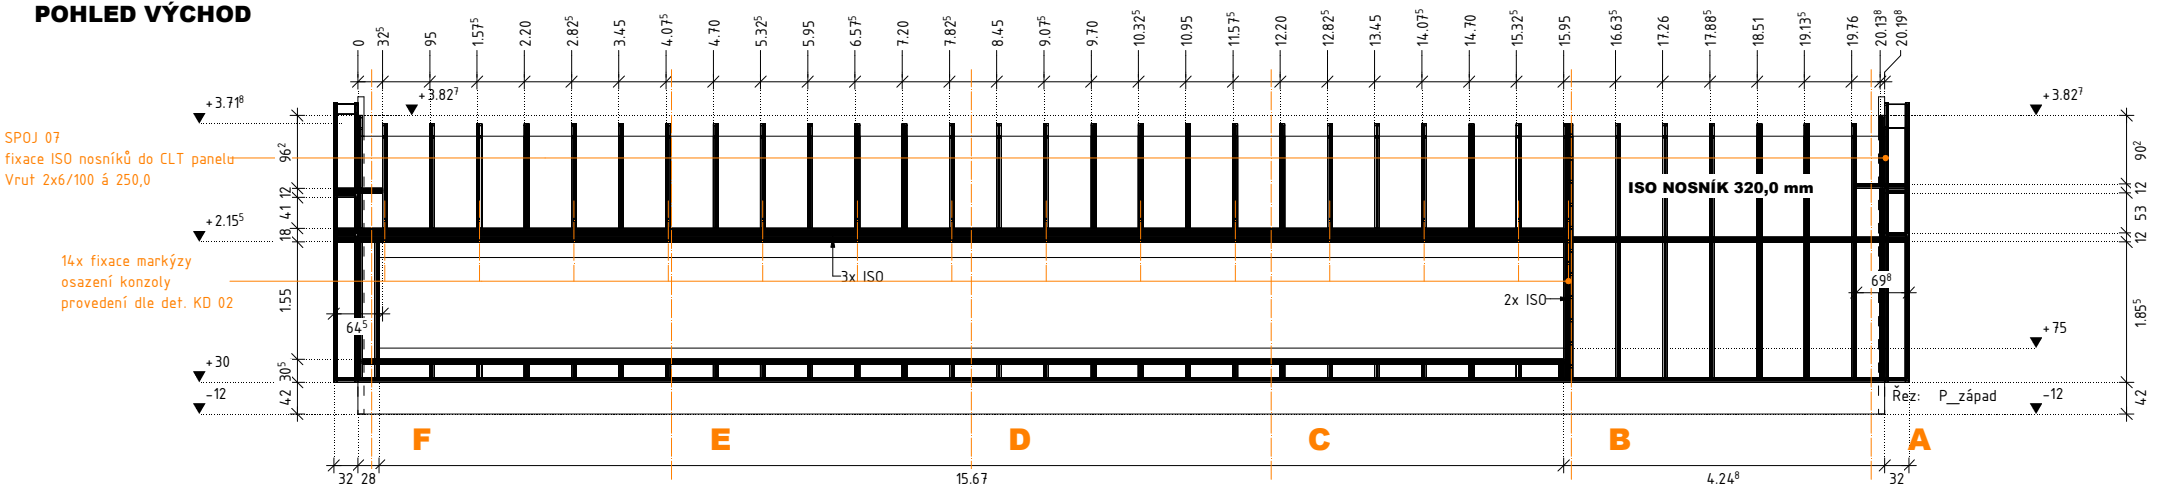 POHLED VÝCHOD
0 32⁵ 95 1.57⁵ 2.20 2.82⁵ 3.45 4.07⁵ 4.70 5.32⁵ 5.95 6.57⁵ 7.20 7.82⁵ 8.45 9.07⁵ 9.70 10.32⁵ 10.95 11.57⁵ 12.20 12.82⁵ 13.45 14.07⁵ 14.70 15.32⁵ 15.95 16.63⁵ 17.26 17.88⁵ 18.51 19.13⁵ 19.76 20.13⁸ 20.19⁸
+3.71⁸
+3.82⁷
+3.82⁷
SPOJ 07
fixace ISO nosníků do CLT panelu
Vrut 2x6/100 á 250,0
96²
12
41
18
1.55
30⁵
42
90²
12
53
12
1.85⁵
42
ISO NOSNÍK 320,0 mm
+2.15⁵
14x fixace markýzy
osazení konzoly
provedení dle det. KD 02
3x ISO
2x ISO
69⁸
64⁵
+75
+30
-12
Řez: P_západ
-12
F E D C B A
32 28 15.67 4.24⁸ 32